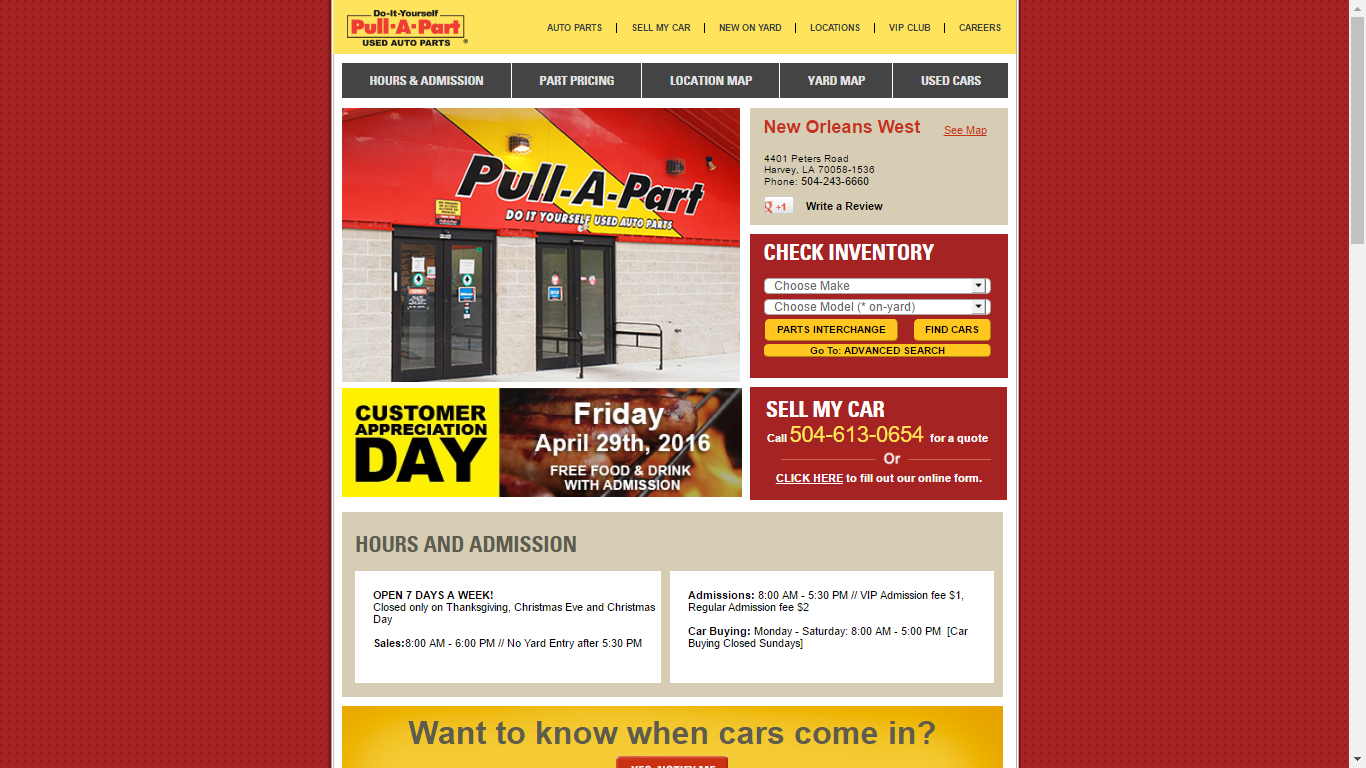 Do-It-Yourself
Pull-A-Part
USED AUTO PARTS
AUTO PARTS
SELL MY CAR
NEW ON YARD
LOCATIONS
VIP CLUB
CAREERS
HOURS & ADMISSION
PART PRICING
LOCATION MAP
YARD MAP
USED CARS
Pull-A-Part
DO IT YOURSELF USED AUTO PARTS
New Orleans West
See Map
4401 Peters Road
Harvey, LA 70058-1536
Phone: 504-243-6660
+1
Write a Review
CHECK INVENTORY
Choose Make
Choose Model (* on-yard)
PARTS INTERCHANGE
FIND CARS
Go To: ADVANCED SEARCH
CUSTOMER
APPRECIATION
DAY
Friday
April 29th, 2016
FREE FOOD & DRINK
WITH ADMISSION
SELL MY CAR
Call 504-613-0654 for a quote
Or
CLICK HERE to fill out our online form.
HOURS AND ADMISSION
OPEN 7 DAYS A WEEK!
Closed only on Thanksgiving, Christmas Eve and Christmas
Day
Sales:8:00 AM - 6:00 PM // No Yard Entry after 5:30 PM
Admissions: 8:00 AM - 5:30 PM // VIP Admission fee $1,
Regular Admission fee $2
Car Buying: Monday - Saturday: 8:00 AM - 5:00 PM [Car
Buying Closed Sundays]
Want to know when cars come in?
YES, NOTIFY ME